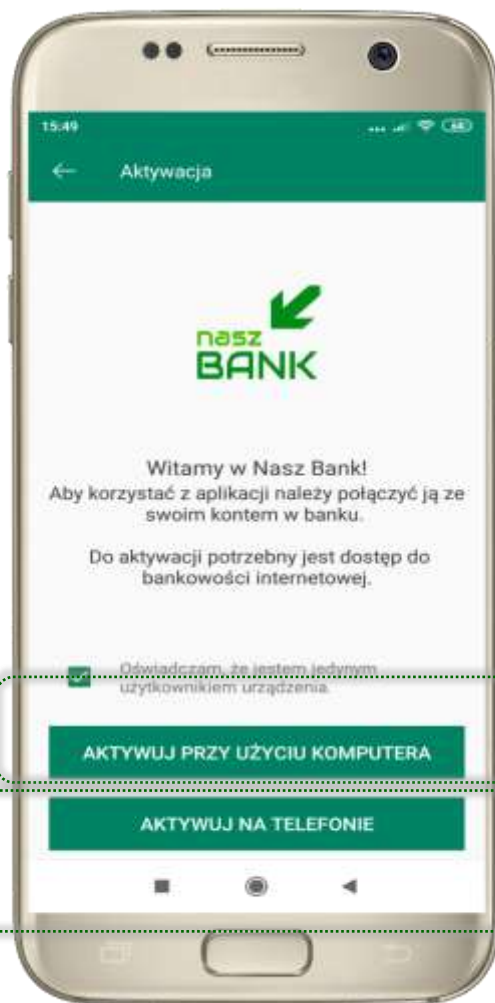 15:49
Aktywacja
nasz
BANK
Witamy w Nasz Bank!
Aby korzystać z aplikacji należy połączyć ją ze
swoim kontem w banku.
Do aktywacji potrzebny jest dostęp do
bankowości internetowej.
Oświadczam, że jestem jedynym
użytkownikiem urządzenia.
AKTYWUJ PRZY UŻYCIU KOMPUTERA
AKTYWUJ NA TELEFONIE